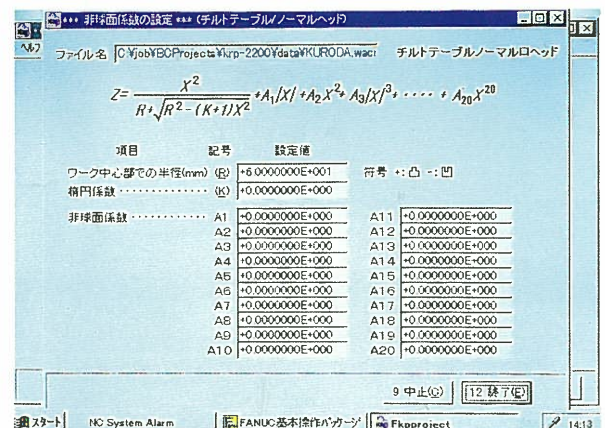 *** 非球面係数の設定 *** (チルトテーブル/ノーマルヘッド)
ヘルプ
ファイル名 C:¥job¥BCProjects¥krp-2200¥data¥KURODA.waci チルトテーブルノーマルロヘッド
Z= X2 / R+√R2-(K+1)X2 +A1|X| +A2X2+ A3|X|3+ ・・・・ + A20X20
項目 記号 設定値
ワーク中心部での半径(mm) (R) +6.0000000E+001 符号 +:凸 -:凹
楕円係数 ・・・・・・・・・・・・・・ (K) +0.0000000E+000
非球面係数 ・・・・・・・・・・・・ A1 +0.0000000E+000 A11 +0.0000000E+000
A2 +0.0000000E+000 A12 +0.0000000E+000
A3 +0.0000000E+000 A13 +0.0000000E+000
A4 +0.0000000E+000 A14 +0.0000000E+000
A5 +0.0000000E+000 A15 +0.0000000E+000
A6 +0.0000000E+000 A16 +0.0000000E+000
A7 +0.0000000E+000 A17 +0.0000000E+000
A8 +0.0000000E+000 A18 +0.0000000E+000
A9 +0.0000000E+000 A19 +0.0000000E+000
A10 +0.0000000E+000 A20 +0.0000000E+000
9 中止(C) 12 終了(E)
スタート NC System Alarm FANUC基本操作パッケージ Fkpproject 14:13